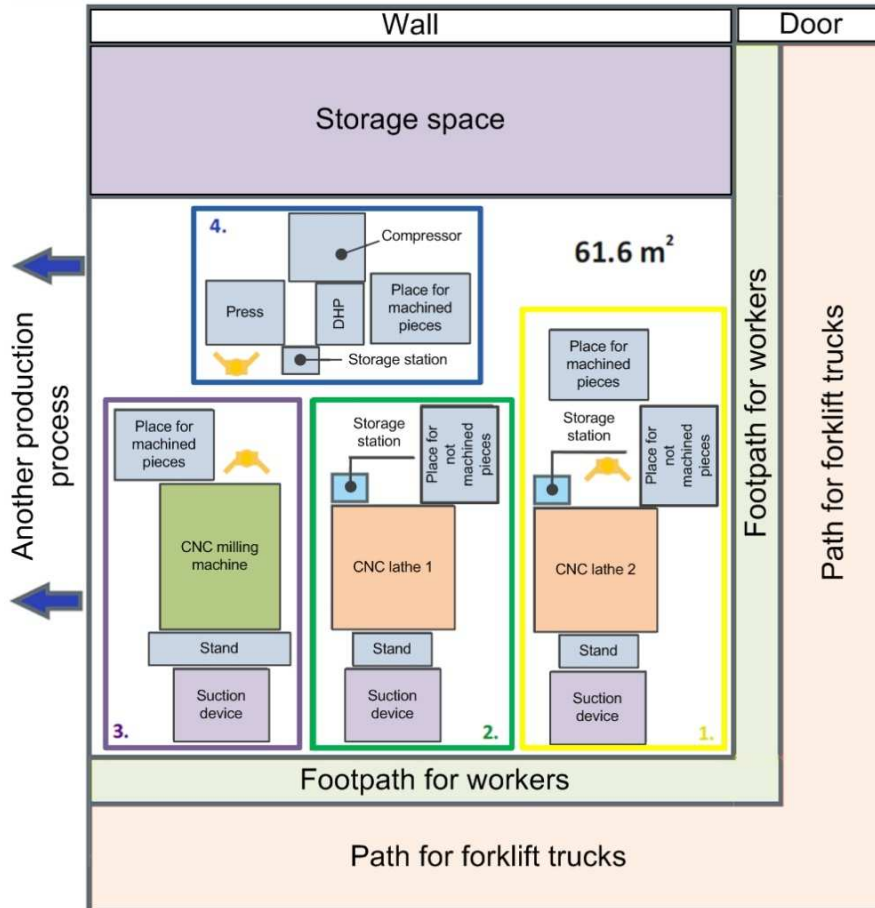 Wall
Door
Storage space
4.
Compressor
61.6 m²
Press
DHP
Place for
machined
pieces
Storage station
Another production
process
Place for
machined
pieces
Storage
station
Place for
not
machined
pieces
Place for
machined
pieces
Storage
station
Place for
not
machined
pieces
CNC milling
machine
CNC lathe 1
CNC lathe 2
Stand
Stand
Stand
Suction
device
Suction
device
Suction
device
3.
2.
1.
Footpath for workers
Path for forklift trucks
Footpath for workers
Path for forklift trucks